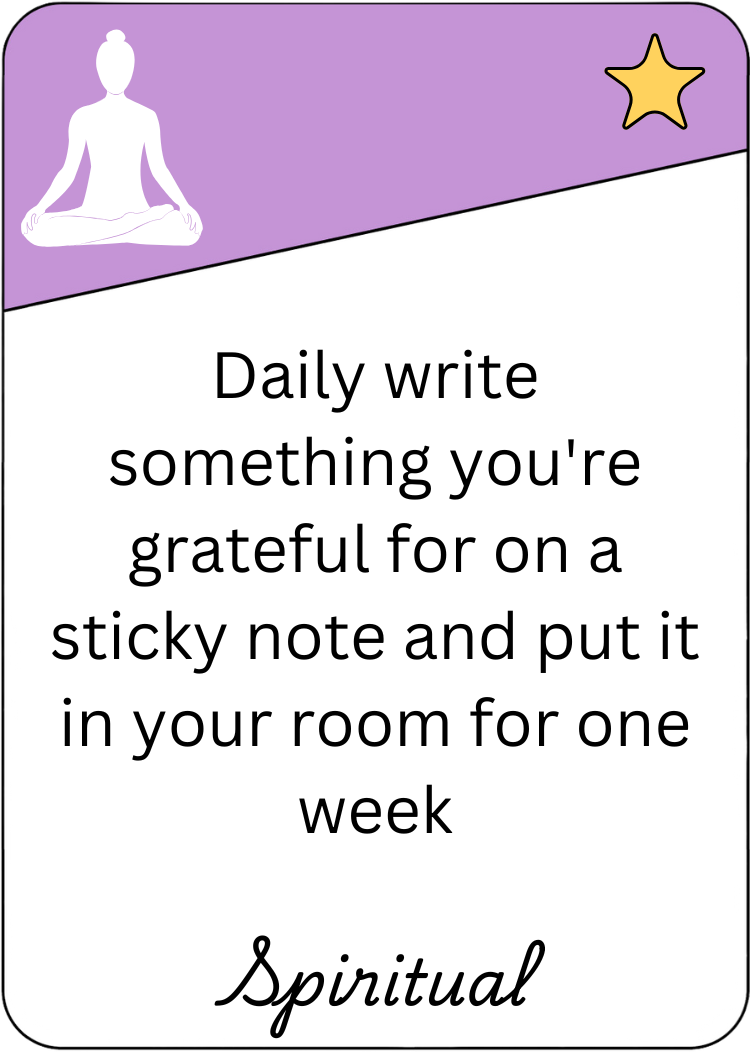 Daily write
something you're
grateful for on a
sticky note and put it
in your room for one
week
Spiritual